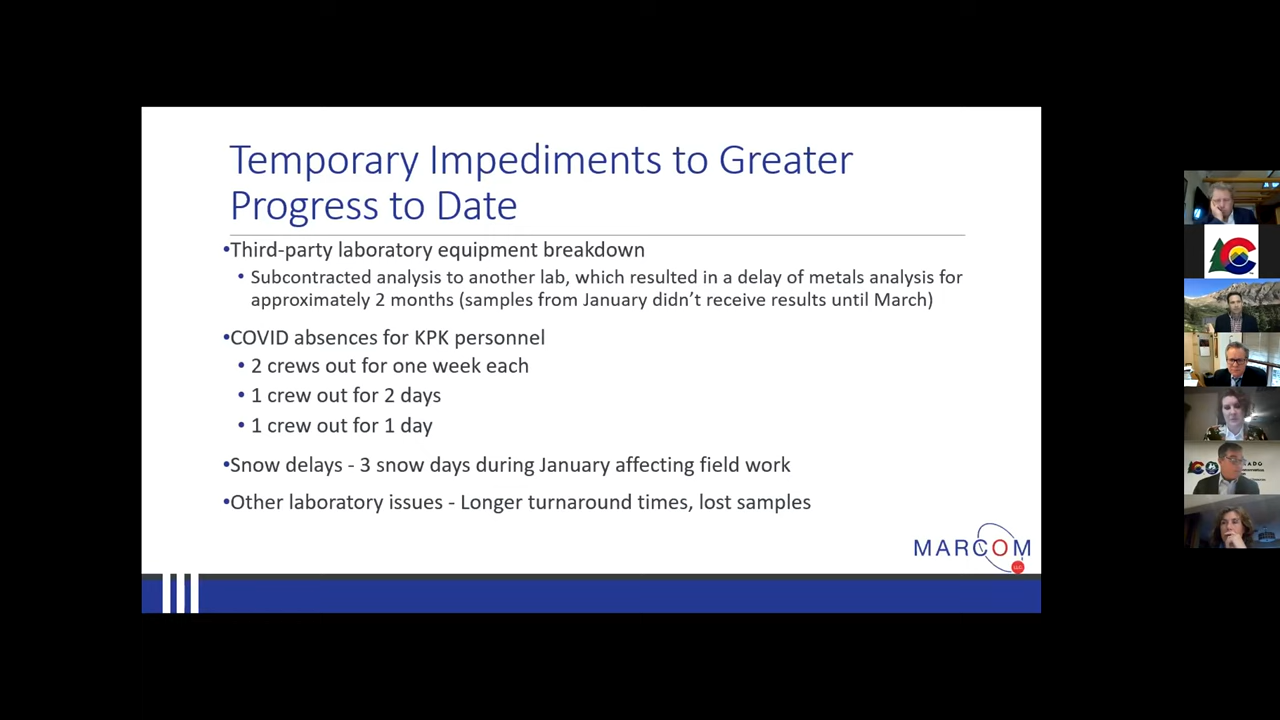 Temporary Impediments to Greater
Progress to Date
•Third-party laboratory equipment breakdown
• Subcontracted analysis to another lab, which resulted in a delay of metals analysis for
approximately 2 months (samples from January didn’t receive results until March)
•COVID absences for KPK personnel
• 2 crews out for one week each
• 1 crew out for 2 days
• 1 crew out for 1 day
•Snow delays - 3 snow days during January affecting field work
•Other laboratory issues - Longer turnaround times, lost samples
MARCOM
LLC